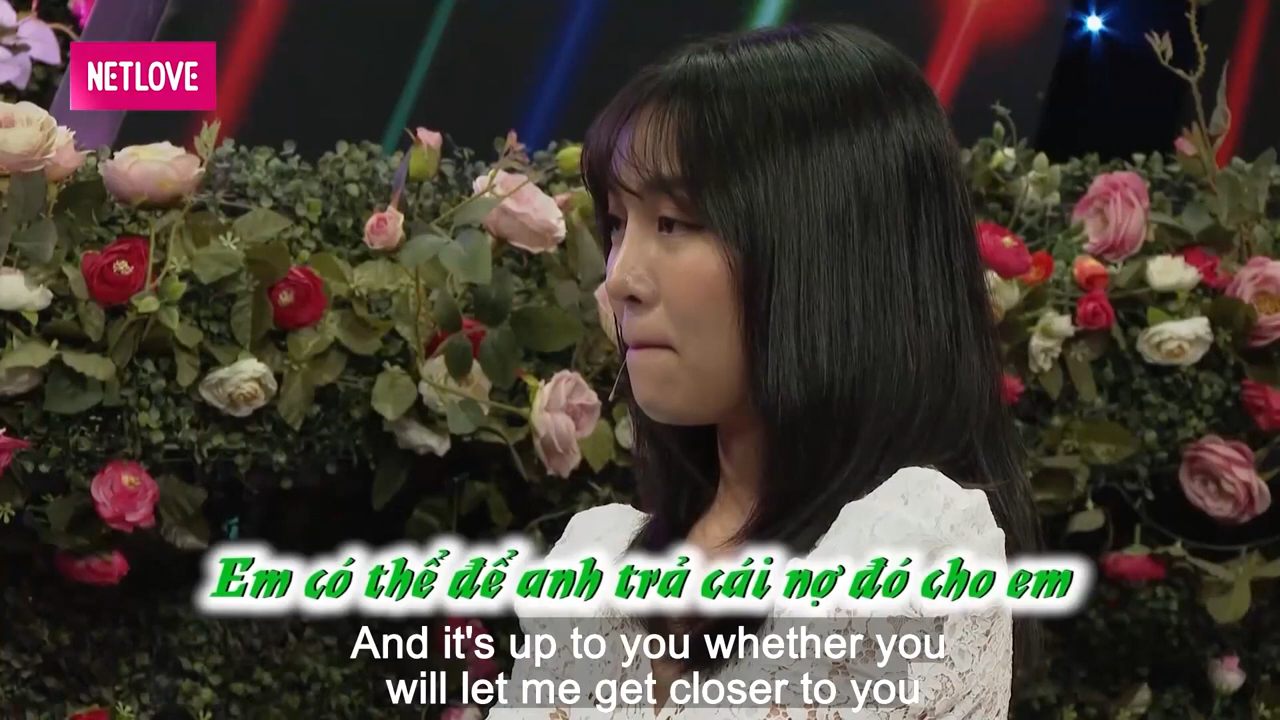 NETLOVE
Em có thể để anh trả cái nợ đó cho em
And it's up to you whether you
will let me get closer to you